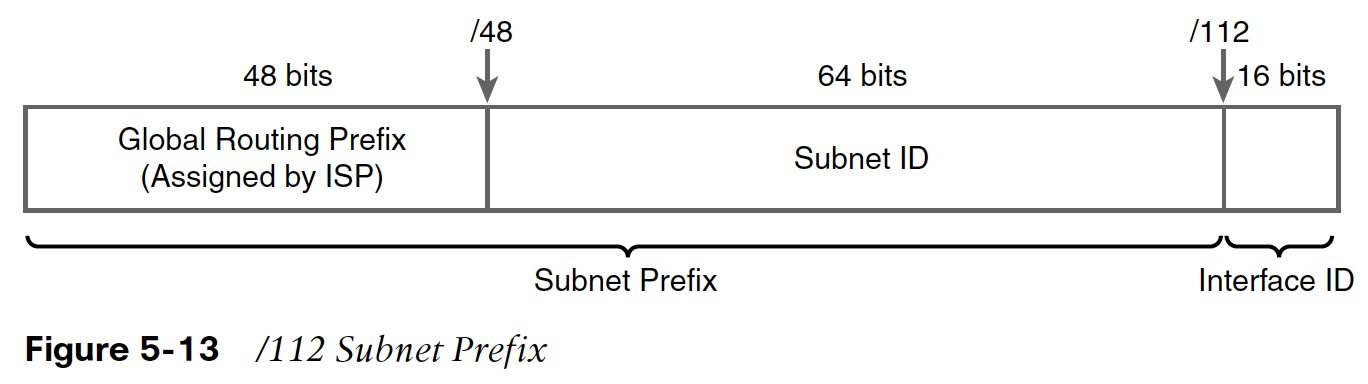 /48
/112
48 bits
64 bits
16 bits
Global Routing Prefix
(Assigned by ISP)
Subnet ID
Subnet Prefix
Interface ID
Figure 5-13 /112 Subnet Prefix